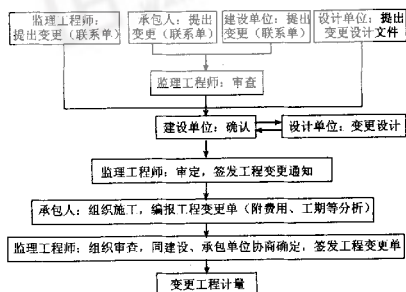 监理工程师：
提出变更（联系单）
承包人：提出
变更（联系单）
建设单位：提出
变更（联系单）
设计单位：提出
变更设计文件
监理工程师：审查
建设单位：确认
设计单位：变更设计
监理工程师：审定，签发工程变更通知
承包人：组织施工，编报工程变更单（附费用、工期等分析）
监理工程师：组织审查，同建设、承包单位协商确定，签发工程变更单
变更工程计量